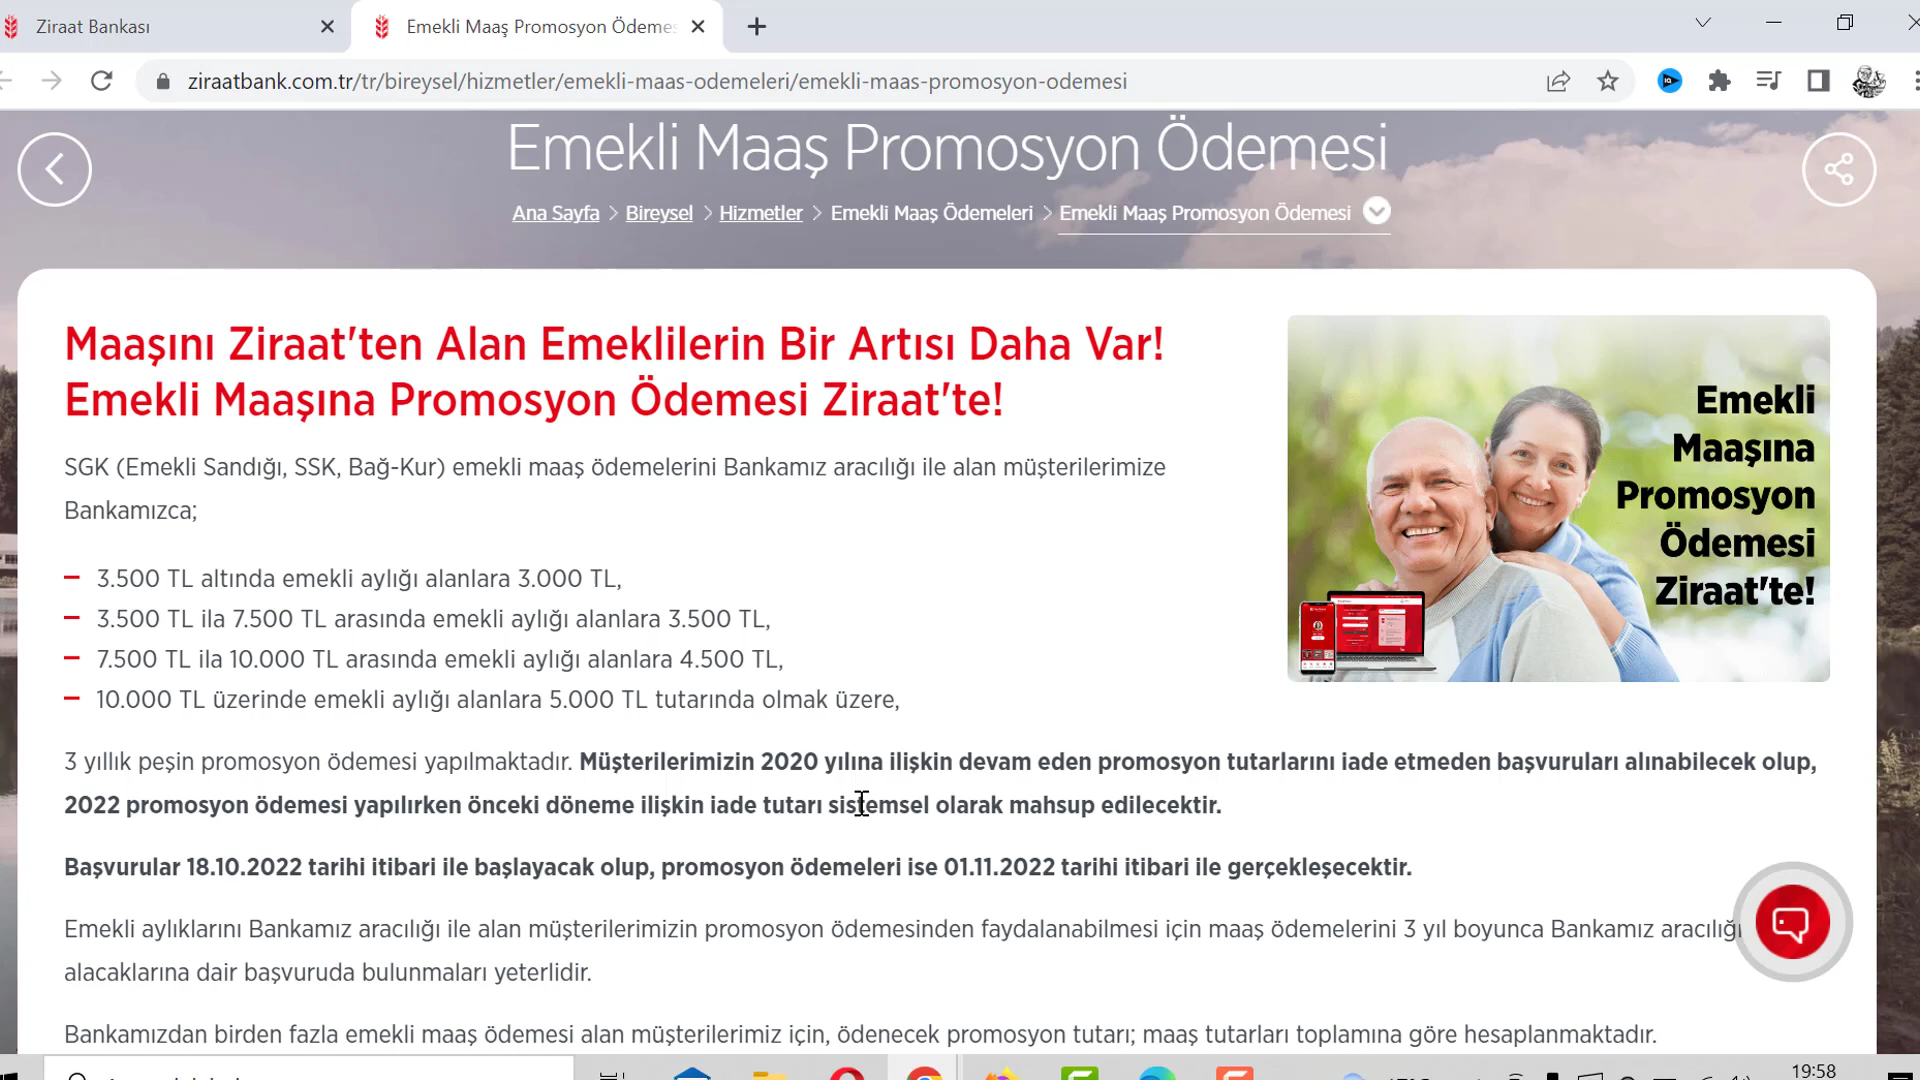 Ziraat Bankası
Emekli Maaş Promosyon Ödemes
ziraatbank.com.tr/tr/bireysel/hizmetler/emekli-maas-odemeleri/emekli-maas-promosyon-odemesi
Emekli Maaş Promosyon Ödemesi
Ana Sayfa > Bireysel > Hizmetler > Emekli Maaş Ödemeleri > Emekli Maaş Promosyon Ödemesi
Maaşını Ziraat'ten Alan Emeklilerin Bir Artısı Daha Var!
Emekli Maaşına Promosyon Ödemesi Ziraat'te!
SGK (Emekli Sandığı, SSK, Bağ-Kur) emekli maaş ödemelerini Bankamız aracılığı ile alan müşterilerimize
Bankamızca;
3.500 TL altında emekli aylığı alanlara 3.000 TL,
3.500 TL ila 7.500 TL arasında emekli aylığı alanlara 3.500 TL,
7.500 TL ila 10.000 TL arasında emekli aylığı alanlara 4.500 TL,
10.000 TL üzerinde emekli aylığı alanlara 5.000 TL tutarında olmak üzere,
Emekli
Maaşına
Promosyon
Ödemesi
Ziraat'te!
3 yıllık peşin promosyon ödemesi yapılmaktadır. Müşterilerimizin 2020 yılına ilişkin devam eden promosyon tutarlarını iade etmeden başvuruları alınabilecek olup,
2022 promosyon ödemesi yapılırken önceki döneme ilişkin iade tutarı sistemsel olarak mahsup edilecektir.
Başvurular 18.10.2022 tarihi itibari ile başlayacak olup, promosyon ödemeleri ise 01.11.2022 tarihi itibari ile gerçekleşecektir.
Emekli aylıklarını Bankamız aracılığı ile alan müşterilerimizin promosyon ödemesinden faydalanabilmesi için maaş ödemelerini 3 yıl boyunca Bankamız aracılığı
alacaklarına dair başvuruda bulunmaları yeterlidir.
Bankamızdan birden fazla emekli maaş ödemesi alan müşterilerimiz için, ödenecek promosyon tutarı; maaş tutarları toplamına göre hesaplanmaktadır.
19:58